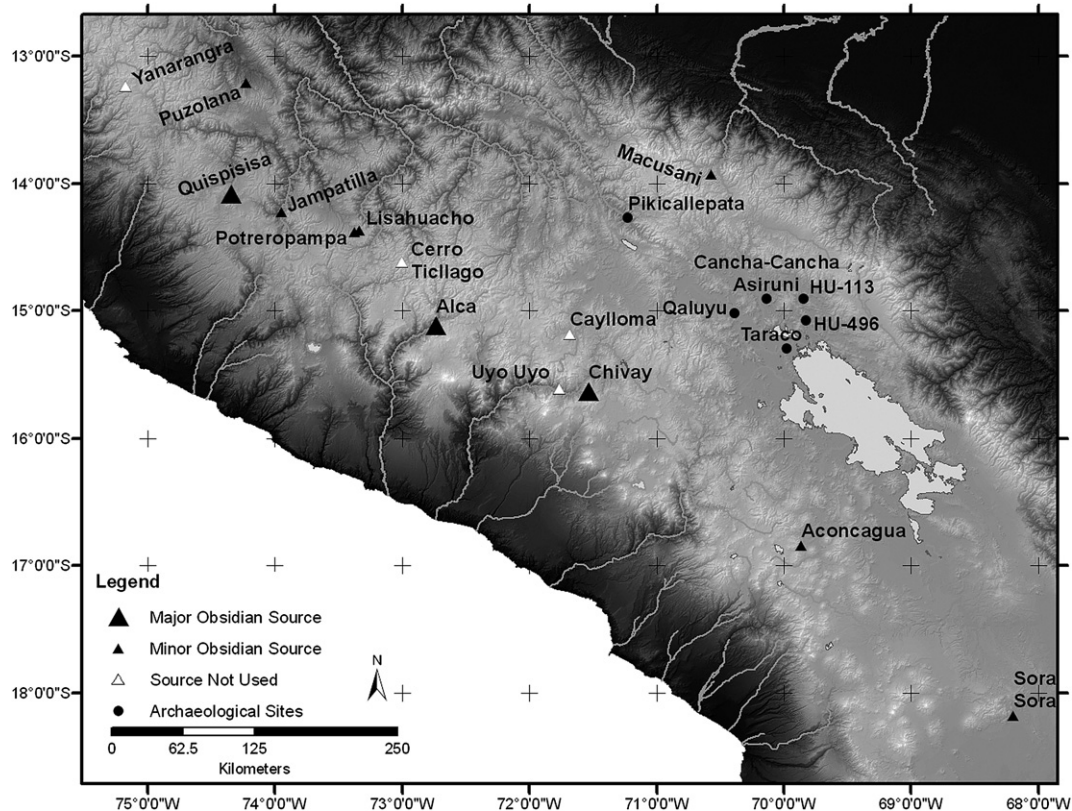 13°0'0"S
14°0'0"S
15°0'0"S
16°0'0"S
17°0'0"S
18°0'0"S
Yanarangra
Puzolana
Quispisisa
Jampatilla
Lisahuacho
Potreropampa
Cerro
Ticllago
Alca
Macusani
Pikicallepata
Cancha-Cancha
Asiruni
HU-113
Qaluyu
HU-496
Taraco
Caylloma
Uyo Uyo
Chivay
Aconcagua
Sora
Sora
Legend
Major Obsidian Source
Minor Obsidian Source
Source Not Used
Archaeological Sites
N
0 62.5 125 250
Kilometers
75°0'0"W 74°0'0"W 73°0'0"W 72°0'0"W 71°0'0"W 70°0'0"W 69°0'0"W 68°0'0"W